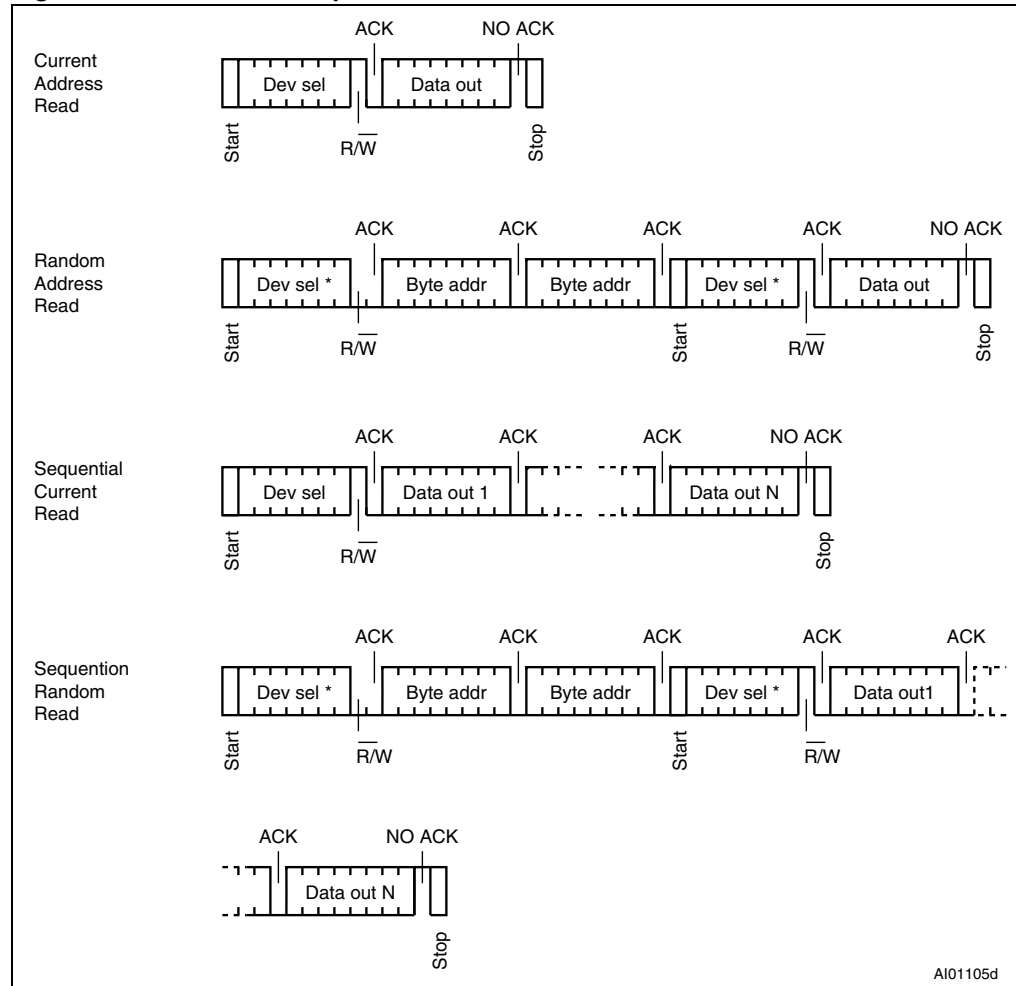 ACK NO ACK
Current
Address
Read
Dev sel Data out
Start R/W Stop
ACK ACK ACK ACK NO ACK
Random
Address
Read
Dev sel * Byte addr Byte addr Dev sel * Data out
Start R/W Start R/W Stop
ACK ACK ACK NO ACK
Sequential
Current
Read
Dev sel Data out 1 Data out N
Start R/W Stop
ACK ACK ACK ACK ACK
Sequention
Random
Read
Dev sel * Byte addr Byte addr Dev sel * Data out1
Start R/W Start R/W
ACK NO ACK
Data out N
Stop
AI01105d